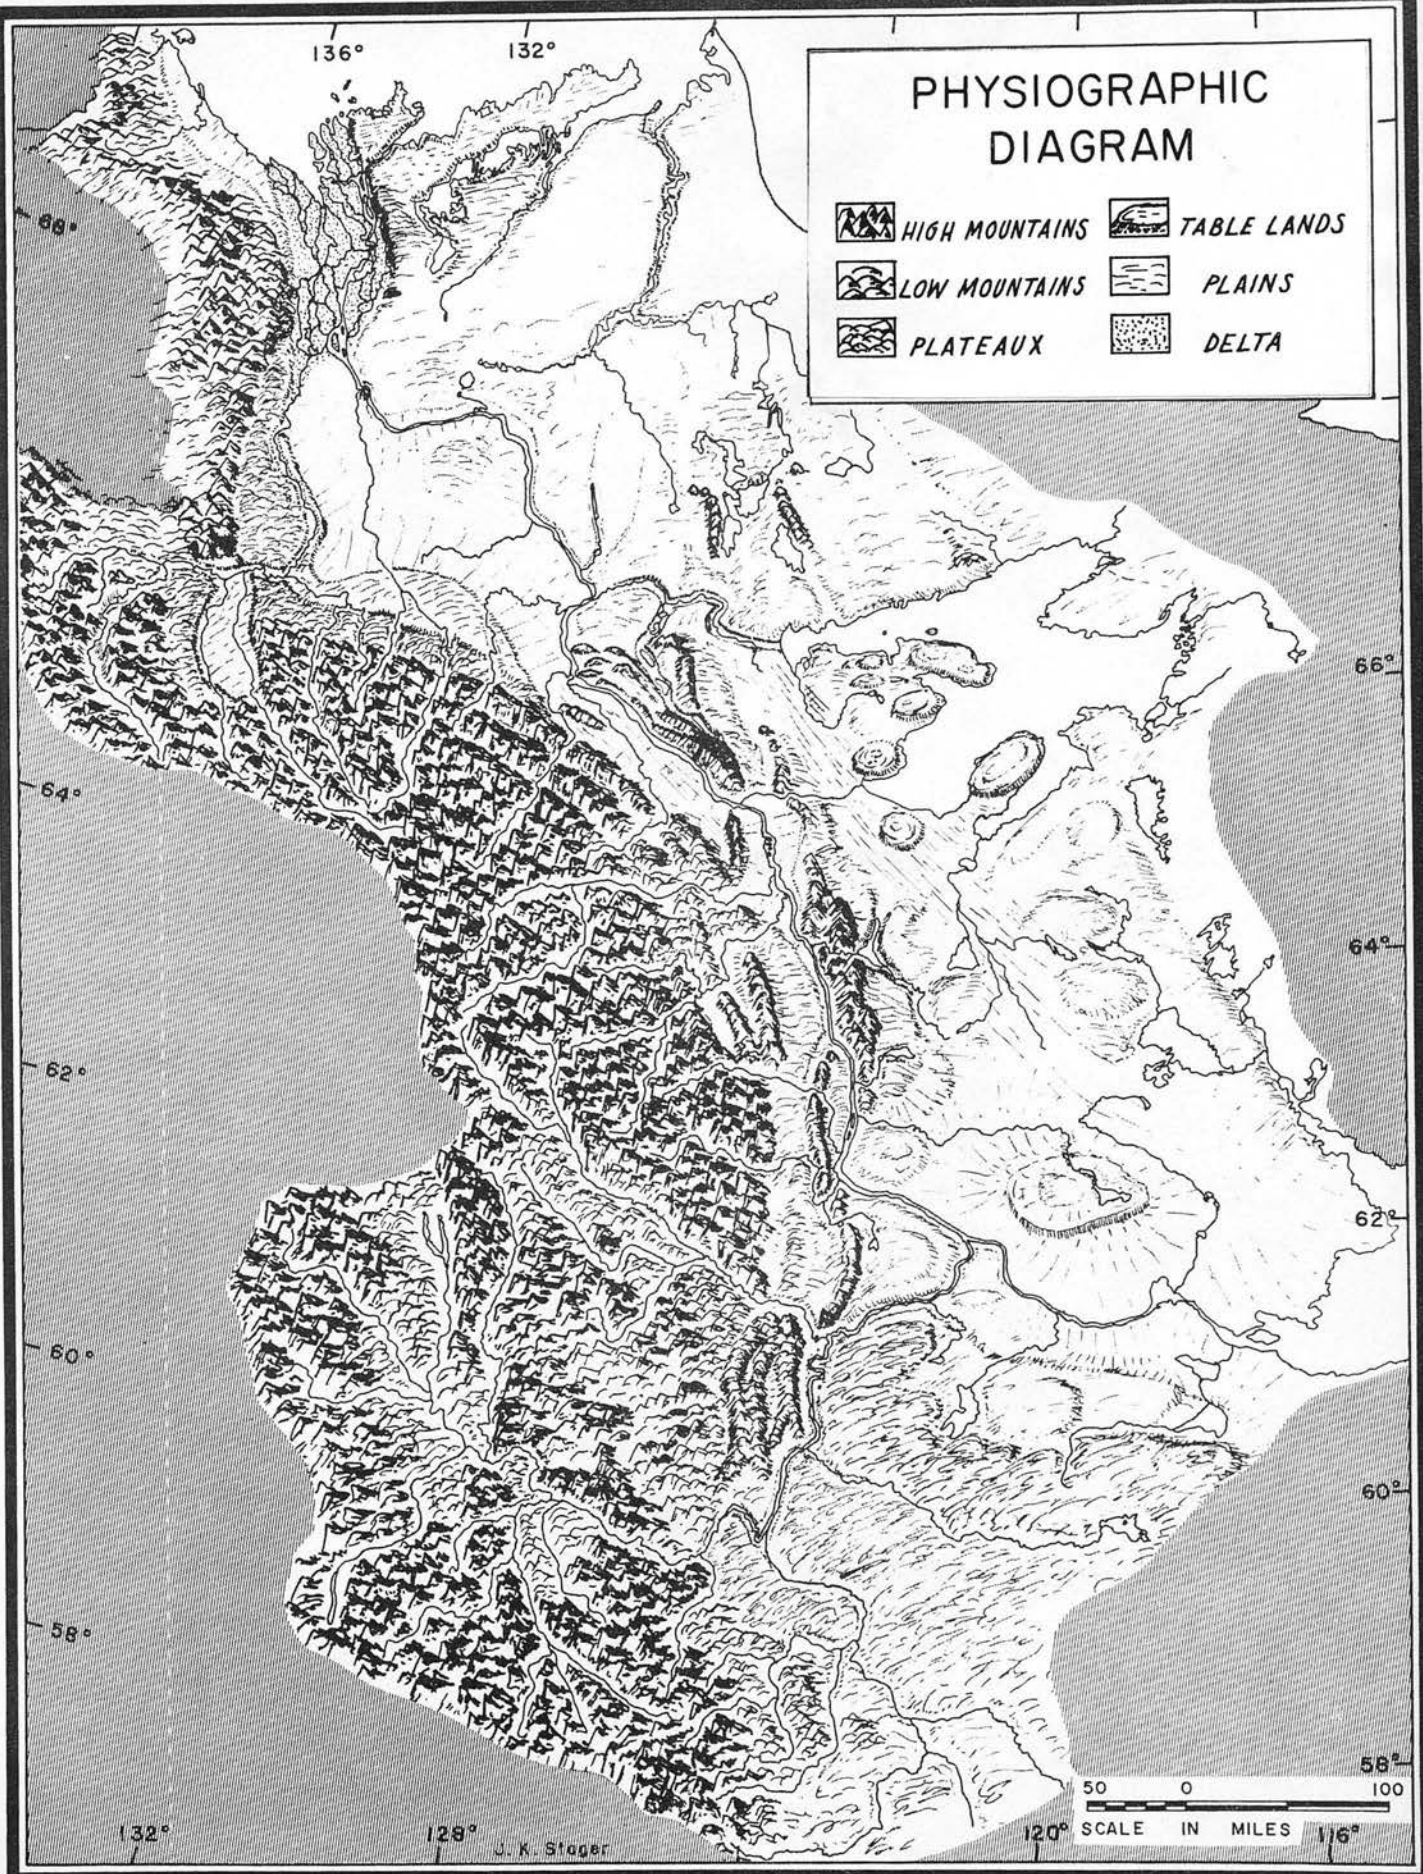 136° 132°
PHYSIOGRAPHIC
DIAGRAM
HIGH MOUNTAINS
TABLE LANDS
LOW MOUNTAINS
PLAINS
PLATEAUX
DELTA
66°
64°
64°
62°
62°
60°
60°
58°
58°
50 0 100
SCALE IN MILES
132° 128° 120° 116°
J. K. Stager